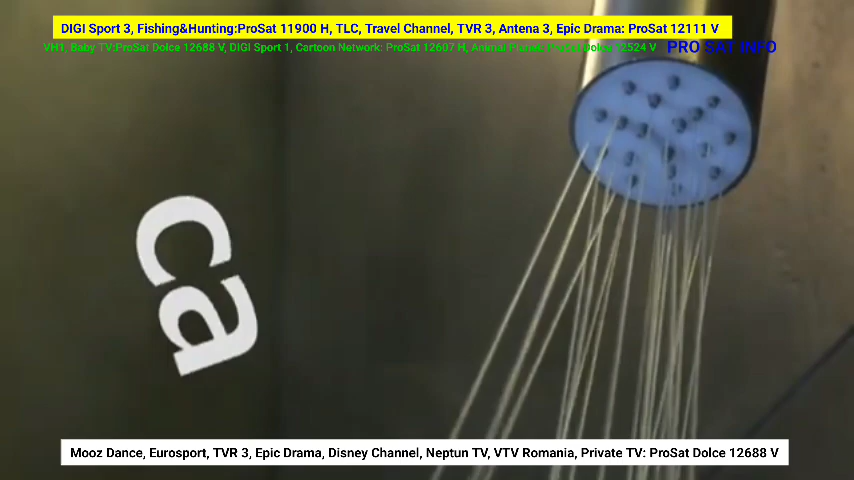 DIGI Sport 3, Fishing&Hunting:ProSat 11900 H, TLC, Travel Channel, TVR 3, Antena 3, Epic Drama: ProSat 12111 V
VH1, Baby TV:ProSat Dolce 12688 V, DIGI Sport 1, Cartoon Network: ProSat 12607 H, Animal Planet, ProSat Dolce 12524 V
PRO SAT INFO
ca
Mooz Dance, Eurosport, TVR 3, Epic Drama, Disney Channel, Neptun TV, VTV Romania, Private TV: ProSat Dolce 12688 V